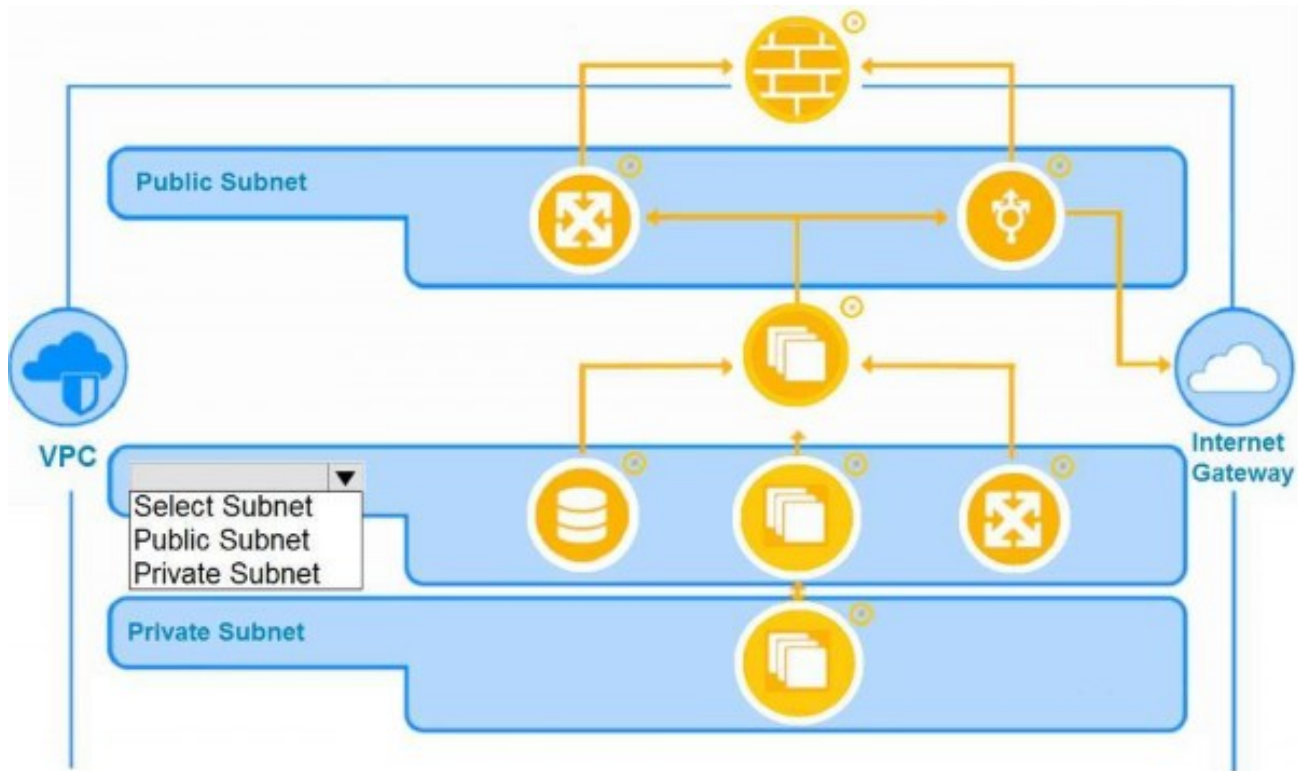 Public Subnet
VPC
Internet
Gateway
Select Subnet
Public Subnet
Private Subnet
Private Subnet